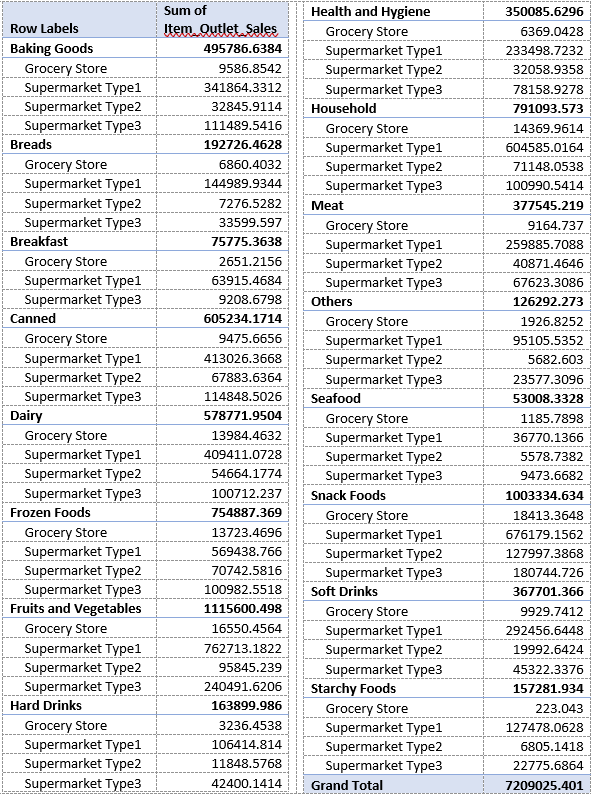 Row Labels Sum of Item_Outlet_Sales
Baking Goods 495786.6384
Grocery Store 9586.8542
Supermarket Type1 341864.3312
Supermarket Type2 32845.9114
Supermarket Type3 111489.5416
Breads 192726.4628
Grocery Store 6860.4032
Supermarket Type1 144989.9344
Supermarket Type2 7276.5282
Supermarket Type3 33599.597
Breakfast 75775.3638
Grocery Store 2651.2156
Supermarket Type1 63915.4684
Supermarket Type3 9208.6798
Canned 605234.1714
Grocery Store 9475.6656
Supermarket Type1 413026.3668
Supermarket Type2 67883.6364
Supermarket Type3 114848.5026
Dairy 578771.9504
Grocery Store 13984.4632
Supermarket Type1 409411.0728
Supermarket Type2 54664.1774
Supermarket Type3 100712.237
Frozen Foods 754887.369
Grocery Store 13723.4696
Supermarket Type1 569438.766
Supermarket Type2 70742.5816
Supermarket Type3 100982.5518
Fruits and Vegetables 1115600.498
Grocery Store 16550.4564
Supermarket Type1 762713.1822
Supermarket Type2 95845.239
Supermarket Type3 240491.6206
Hard Drinks 163899.986
Grocery Store 3236.4538
Supermarket Type1 106414.814
Supermarket Type2 11848.5768
Supermarket Type3 42400.1414
Health and Hygiene 350085.6296
Grocery Store 6369.0428
Supermarket Type1 233498.7232
Supermarket Type2 32058.9358
Supermarket Type3 78158.9278
Household 791093.573
Grocery Store 14369.9614
Supermarket Type1 604585.0164
Supermarket Type2 71148.0538
Supermarket Type3 100990.5414
Meat 377545.219
Grocery Store 9164.737
Supermarket Type1 259885.7088
Supermarket Type2 40871.4646
Supermarket Type3 67623.3086
Others 126292.273
Grocery Store 1926.8252
Supermarket Type1 95105.5352
Supermarket Type2 5682.603
Supermarket Type3 23577.3096
Seafood 53008.3328
Grocery Store 1185.7898
Supermarket Type1 36770.1366
Supermarket Type2 5578.7382
Supermarket Type3 9473.6682
Snack Foods 1003334.634
Grocery Store 18413.3648
Supermarket Type1 676179.1562
Supermarket Type2 127997.3868
Supermarket Type3 180744.726
Soft Drinks 367701.366
Grocery Store 9929.7412
Supermarket Type1 292456.6448
Supermarket Type2 19992.6424
Supermarket Type3 45322.3376
Starchy Foods 157281.934
Grocery Store 223.043
Supermarket Type1 127478.0628
Supermarket Type2 6805.1418
Supermarket Type3 22775.6864
Grand Total 7209025.401